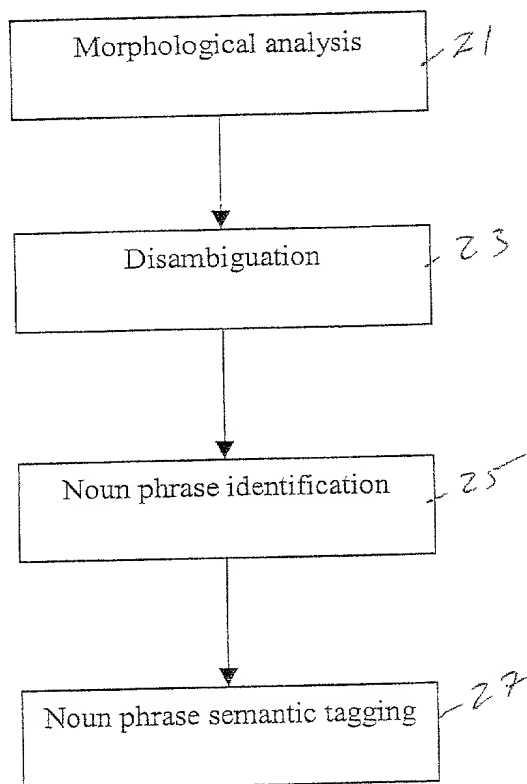 Morphological analysis
21
Disambiguation
23
Noun phrase identification
25
Noun phrase semantic tagging
27